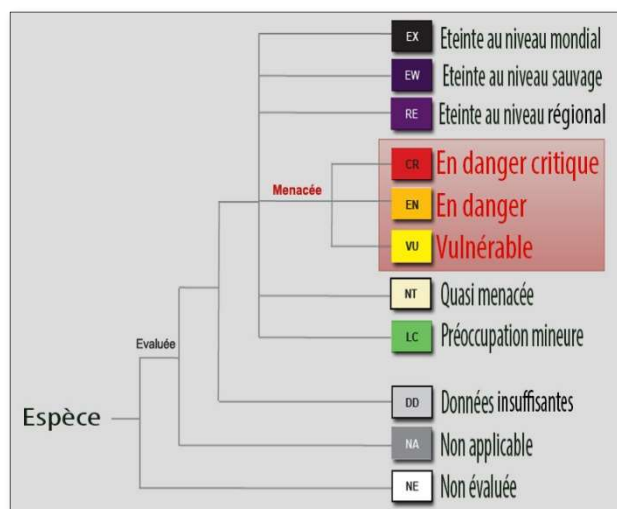 EX Eteinte au niveau mondial
EW Eteinte au niveau sauvage
RE Eteinte au niveau régional
CR En danger critique
Menacée
EN En danger
VU Vulnérable
NT Quasi menacée
LC Préoccupation mineure
Evaluée
DD Données insuffisantes
Espèce
NA Non applicable
NE Non évaluée